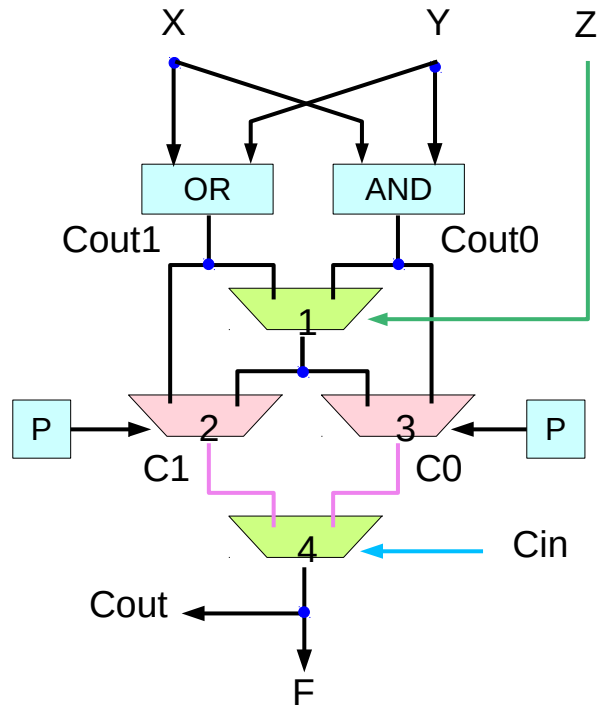 X Y Z
OR AND
Cout1 Cout0
1
P 2 3 P
C1 C0
4 Cin
Cout
F